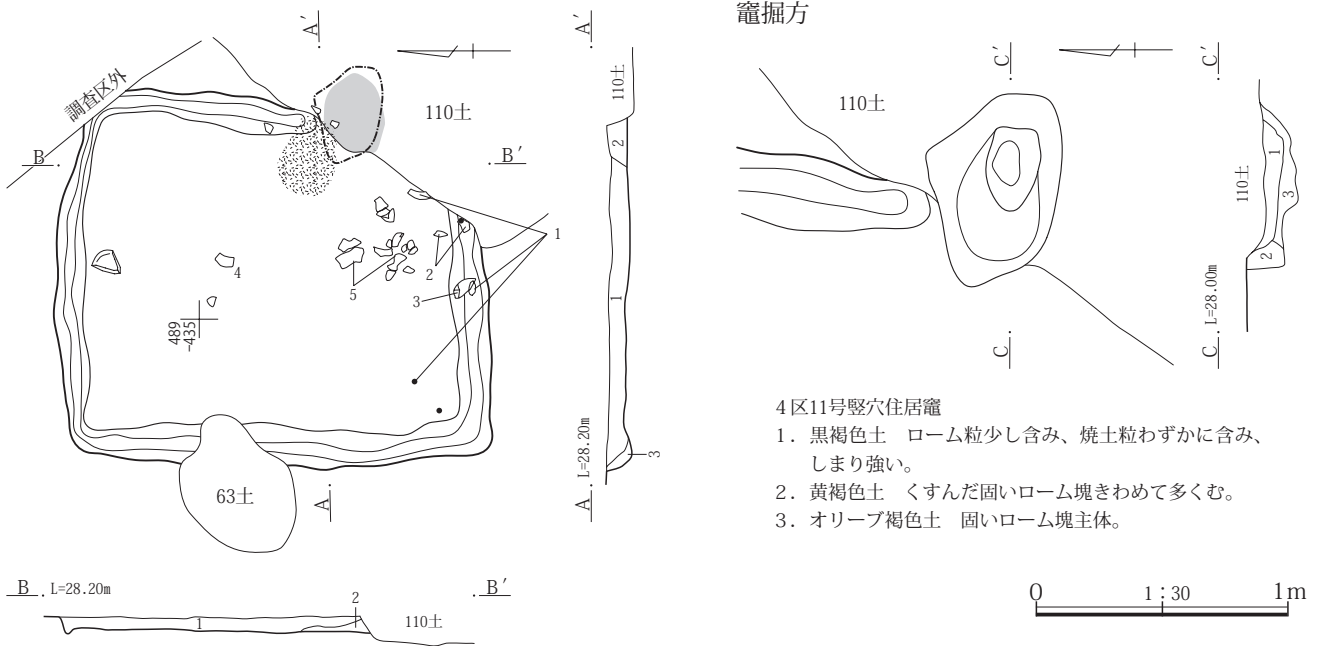 A′
A′
竈掘方
調査区外
110土
110土
2
B
B′
1
2
3
4
5
489
-435
1
63土
A
A
L=28.20m
3
B
L=28.20m
B′
1
2
110土
C′
C′
110土
110土
1
3
2
C
C
L=28.00m
4区11号竪穴住居竈
1．黒褐色土　ローム粒少し含み、焼土粒わずかに含み、
しまり強い。
2．黄褐色土　くすんだ固いローム塊きわめて多くむ。
3．オリーブ褐色土　固いローム塊主体。
0
1：30
1m